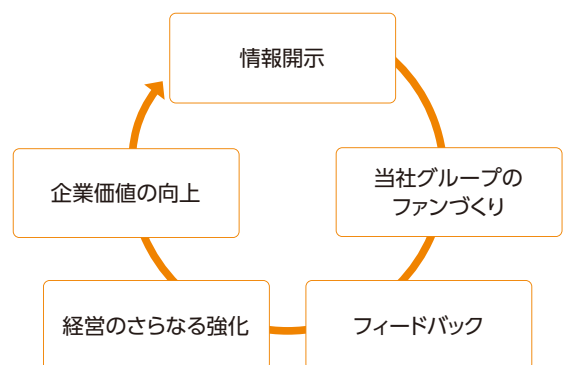 情報開示
当社グループの
ファンづくり
フィードバック
経営のさらなる強化
企業価値の向上